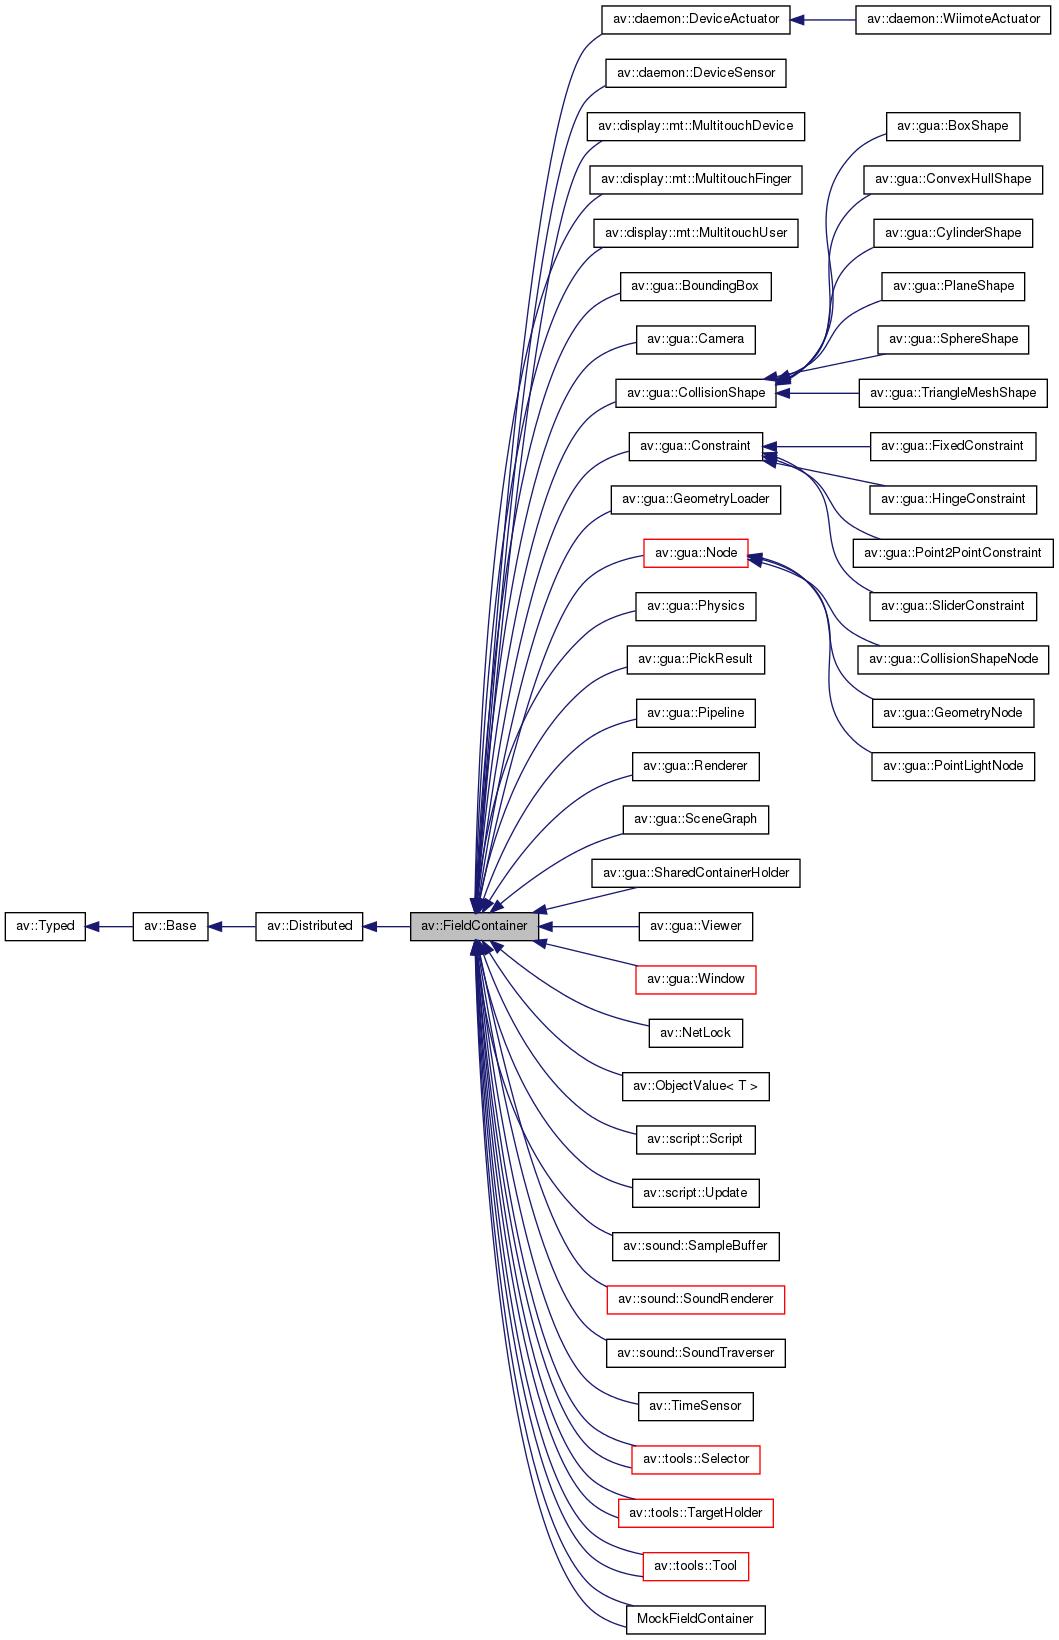 av::daemon::DeviceActuator
av::daemon::WiimoteActuator
av::daemon::DeviceSensor
av::display::mt::MultitouchDevice
av::gua::BoxShape
av::display::mt::MultitouchFinger
av::gua::ConvexHullShape
av::display::mt::MultitouchUser
av::gua::CylinderShape
av::gua::BoundingBox
av::gua::PlaneShape
av::gua::Camera
av::gua::SphereShape
av::gua::CollisionShape
av::gua::TriangleMeshShape
av::gua::Constraint
av::gua::FixedConstraint
av::gua::GeometryLoader
av::gua::HingeConstraint
av::gua::Node
av::gua::Point2PointConstraint
av::gua::Physics
av::gua::SliderConstraint
av::gua::PickResult
av::gua::CollisionShapeNode
av::gua::Pipeline
av::gua::GeometryNode
av::gua::Renderer
av::gua::PointLightNode
av::gua::SceneGraph
av::gua::SharedContainerHolder
av::Typed
av::Base
av::Distributed
av::FieldContainer
av::gua::Viewer
av::gua::Window
av::NetLock
av::ObjectValue< T >
av::script::Script
av::script::Update
av::sound::SampleBuffer
av::sound::SoundRenderer
av::sound::SoundTraverser
av::TimeSensor
av::tools::Selector
av::tools::TargetHolder
av::tools::Tool
MockFieldContainer